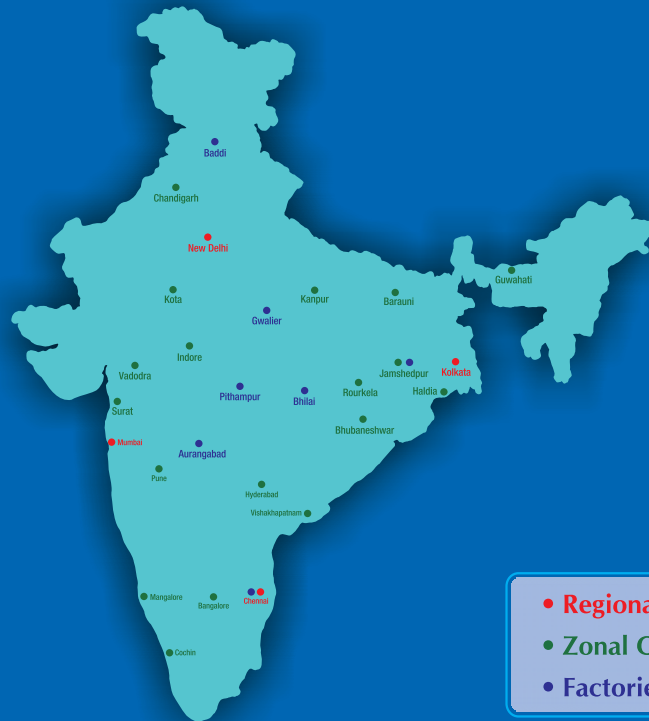 Baddi
Chandigarh
New Delhi
Guwahati
Kota
Kanpur
Barauni
Gwalier
Indore
Vadodra
Jamshedpur
Kolkata
Pithampur
Bhilai
Rourkela
Haldia
Surat
Bhubaneshwar
Mumbai
Aurangabad
Pune
Hyderabad
Vishakhapatnam
Mangalore
Bangalore
Chennai
Cochin
• Regiona
• Zonal
• Factorie